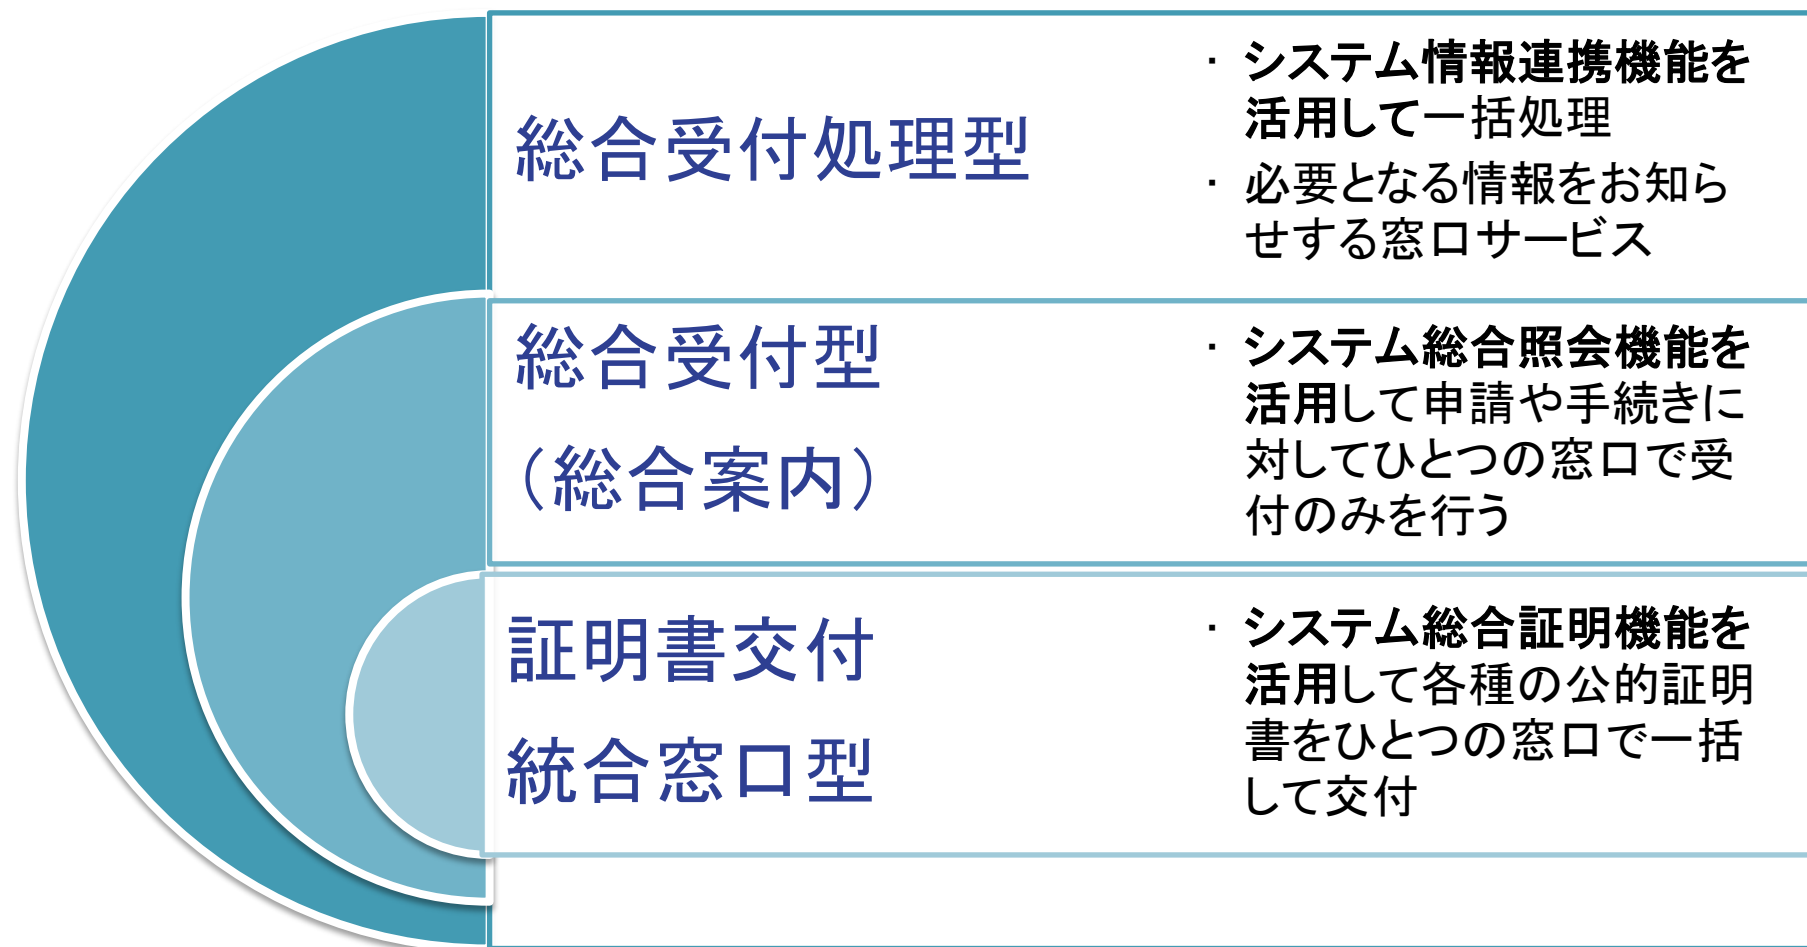 総合受付処理型
・システム情報連携機能を
活用して一括処理
・必要となる情報をお知ら
せする窓口サービス
総合受付型
（総合案内）
・システム総合照会機能を
活用して申請や手続きに
対してひとつの窓口で受
付のみを行う
証明書交付
統合窓口型
・システム総合証明機能を
活用して各種の公的証明
書をひとつの窓口で一括
して交付